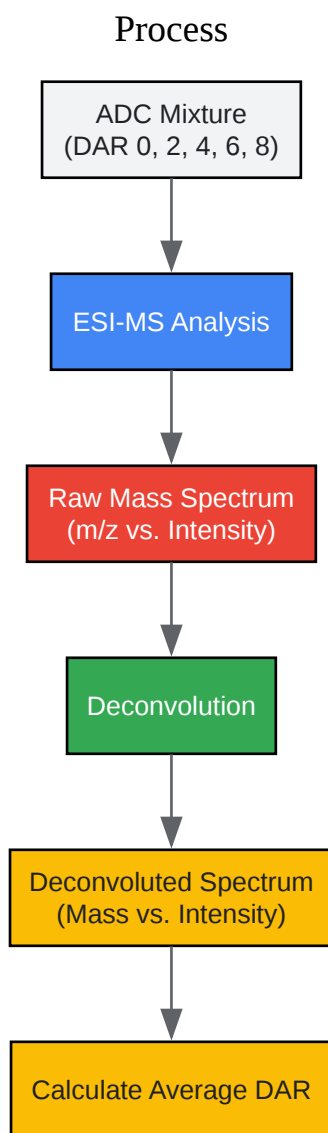 Process
ADC Mixture
(DAR 0, 2, 4, 6, 8)
ESI-MS Analysis
Raw Mass Spectrum
(m/z vs. Intensity)
Deconvolution
Deconvoluted Spectrum
(Mass vs. Intensity)
Calculate Average DAR